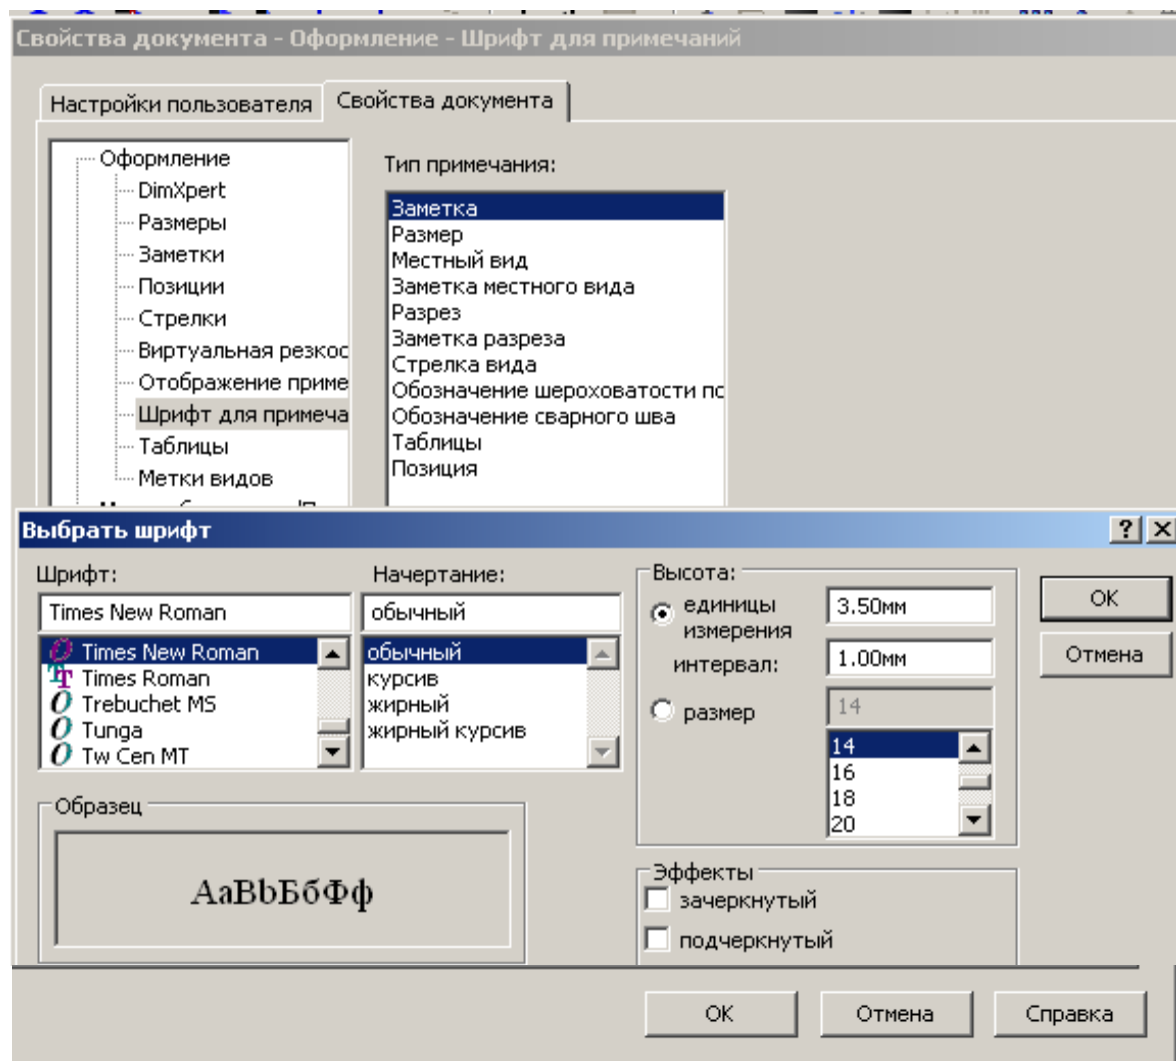 Свойства документа - Оформление - Шрифт для примечаний
Настройки пользователя
Свойства документа
Оформление
DimXpert
Размеры
Заметки
Позиции
Стрелки
Виртуальная резкос
Отображение приме
Шрифт для примеча
Таблицы
Метки видов
Тип примечания:
Заметка
Размер
Местный вид
Заметка местного вида
Разрез
Заметка разреза
Стрелка вида
Обозначение шероховатости пс
Обозначение сварного шва
Таблицы
Позиция
Выбрать шрифт
Шрифт:
Times New Roman
Times New Roman
Times Roman
Trebuchet MS
Tunga
Tw Cen MT
Начертание:
обычный
обычный
курсив
жирный
жирный курсив
Высота:
единицы
измерения
3.50мм
интервал:
1.00мм
размер
14
14
16
18
20
OK
Отмена
Образец
АаВbБбФф
Эффекты
зачеркнутый
подчеркнутый
OK
Отмена
Справка